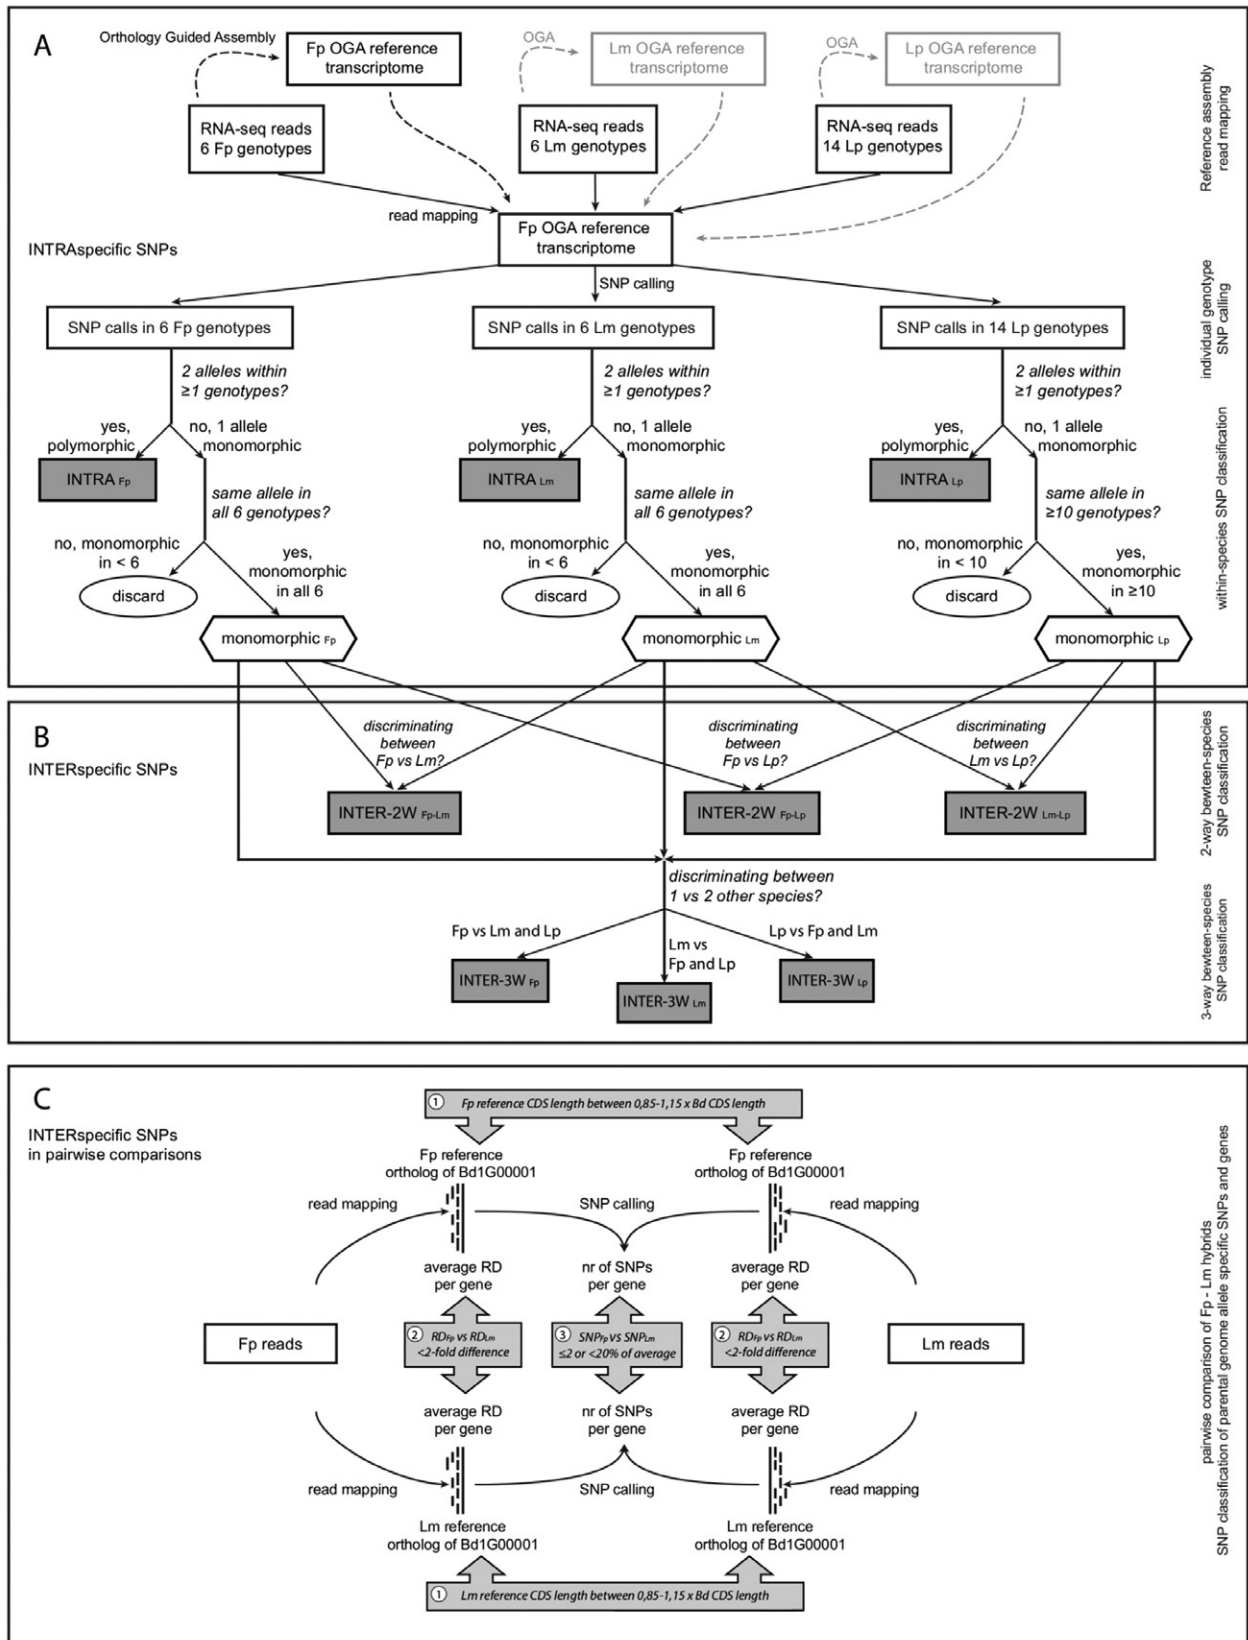 A
Orthology Guided Assembly
Fp OGA reference
transcriptome
OGA
Lm OGA reference
transcriptome
OGA
Lp OGA reference
transcriptome
RNA-seq reads
6 Fp genotypes
RNA-seq reads
6 Lm genotypes
RNA-seq reads
14 Lp genotypes
Reference assembly
read mapping
read mapping
Fp OGA reference
transcriptome
INTRAspecific SNPs
SNP calling
SNP calls in 6 Fp genotypes
SNP calls in 6 Lm genotypes
SNP calls in 14 Lp genotypes
individual genotype
SNP calling
2 alleles within
≥1 genotypes?
2 alleles within
≥1 genotypes?
2 alleles within
≥1 genotypes?
yes,
polymorphic
no, 1 allele
monomorphic
yes,
polymorphic
no, 1 allele
monomorphic
yes,
polymorphic
no, 1 allele
monomorphic
INTRA Fp
INTRA Lm
INTRA Lp
same allele in
all 6 genotypes?
same allele in
all 6 genotypes?
same allele in
≥10 genotypes?
within-species SNP classification
no, monomorphic
in < 6
yes,
monomorphic
in all 6
no, monomorphic
in < 6
yes,
monomorphic
in all 6
no, monomorphic
in < 10
yes,
monomorphic
in ≥10
discard
discard
discard
monomorphic Fp
monomorphic Lm
monomorphic Lp
B
INTERspecific SNPs
discriminating
between
Fp vs Lm?
discriminating
between
Fp vs Lp?
discriminating
between
Lm vs Lp?
INTER-2W Fp-Lm
INTER-2W Fp-Lp
INTER-2W Lm-Lp
2-way bewteen-species
SNP classification
discriminating between
1 vs 2 other species?
Fp vs Lm and Lp
Lm vs
Fp and Lp
Lp vs Fp and Lm
INTER-3W Fp
INTER-3W Lm
INTER-3W Lp
3-way bewteen-species
SNP classification
C
INTERspecific SNPs
in pairwise comparisons
1 Fp reference CDS length between 0,85-1,15 x Bd CDS length
Fp reference
ortholog of Bd1G00001
Fp reference
ortholog of Bd1G00001
read mapping
SNP calling
read mapping
average RD
per gene
nr of SNPs
per gene
average RD
per gene
Fp reads
2 RDFp vs RDLm
<2-fold difference
3 SNPFp vs SNPLm
≤2 or <20% of average
2 RDFp vs RDLm
<2-fold difference
Lm reads
average RD
per gene
nr of SNPs
per gene
average RD
per gene
read mapping
SNP calling
read mapping
Lm reference
ortholog of Bd1G00001
Lm reference
ortholog of Bd1G00001
1 Lm reference CDS length between 0,85-1,15 x Bd CDS length
pairwise comparison of Fp - Lm hybrids
SNP classification of parental genome allele specific SNPs and genes